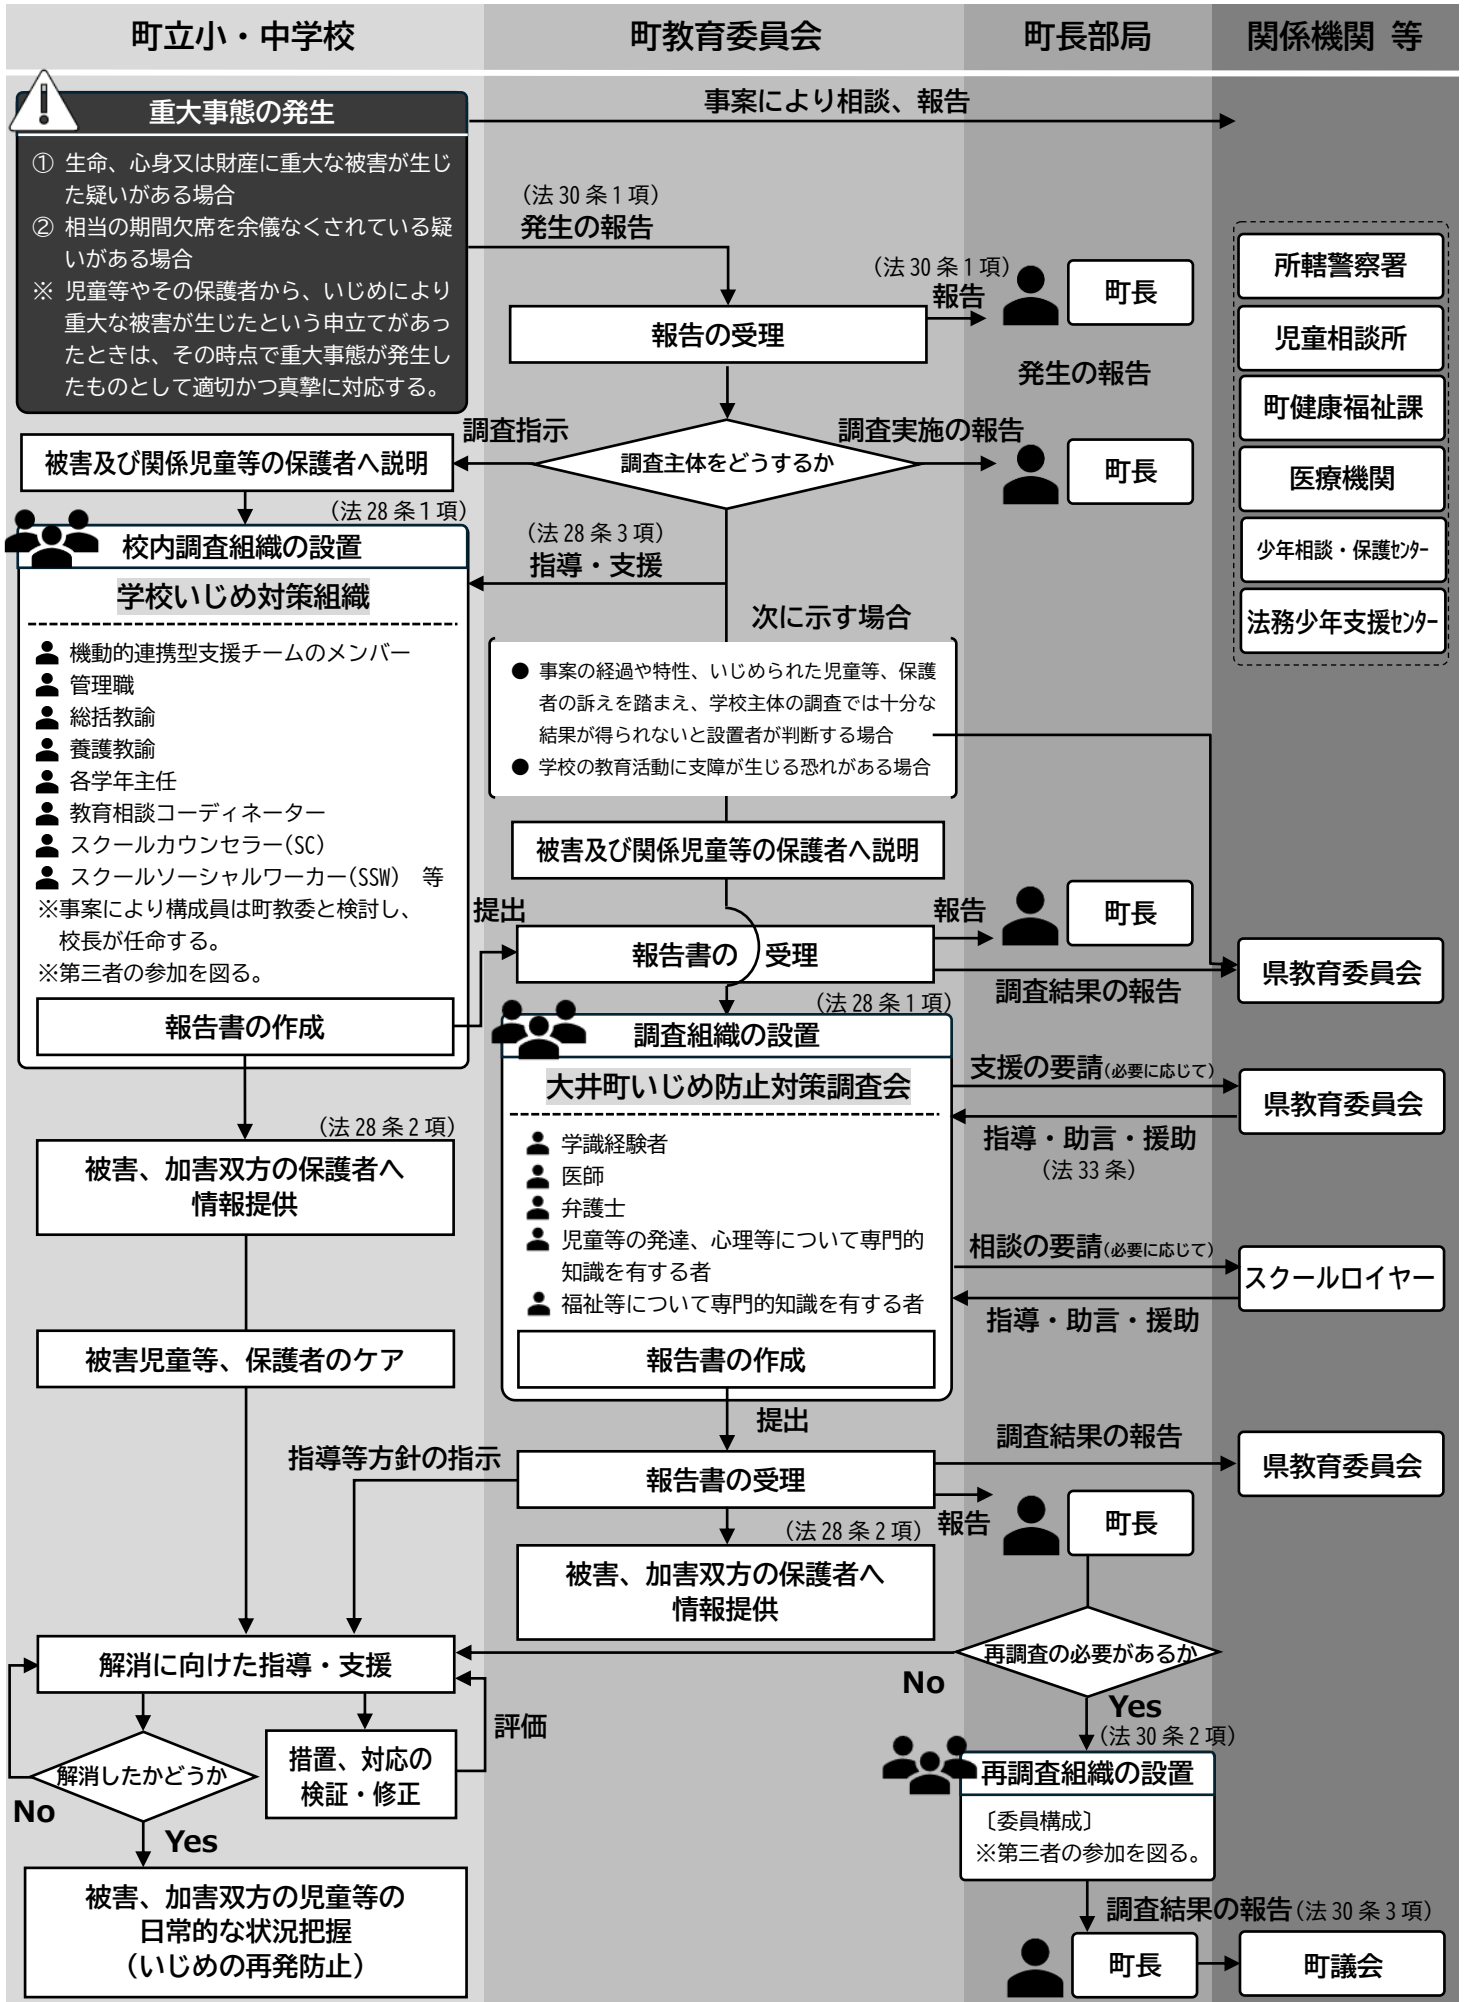 町立小・中学校
町教育委員会
町長部局
関係機関 等
重大事態の発生
① 生命、心身又は財産に重大な被害が生じ
た疑いがある場合
② 相当の期間欠席を余儀なくされている疑
いがある場合
※ 児童等やその保護者から、いじめにより
重大な被害が生じたという申立てがあっ
たときは、その時点で重大事態が発生し
たものとして適切かつ真摯に対応する。
事案により相談、報告
(法 30 条 1 項)
発生の報告
(法 30 条 1 項)
報告
町長
報告の受理
発生の報告
所轄警察署
児童相談所
町健康福祉課
医療機関
少年相談・保護ｾﾝﾀｰ
法務少年支援ｾﾝﾀｰ
調査指示
調査主体をどうするか
調査実施の報告
町長
被害及び関係児童等の保護者へ説明
(法 28 条 1 項)
校内調査組織の設置
学校いじめ対策組織
機動的連携型支援チームのメンバー
管理職
総括教諭
養護教諭
各学年主任
教育相談コーディネーター
スクールカウンセラー(SC)
スクールソーシャルワーカー(SSW) 等
※事案により構成員は町教委と検討し、
校長が任命する。
※第三者の参加を図る。
報告書の作成
(法 28 条 3 項)
指導・支援
次に示す場合
● 事案の経過や特性、いじめられた児童等、保護
者の訴えを踏まえ、学校主体の調査では十分な
結果が得られないと設置者が判断する場合
● 学校の教育活動に支障が生じる恐れがある場合
被害及び関係児童等の保護者へ説明
提出
報告書の 受理
報告
町長
調査結果の報告
県教育委員会
(法 28 条 1 項)
調査組織の設置
大井町いじめ防止対策調査会
学識経験者
医師
弁護士
児童等の発達、心理等について専門的
知識を有する者
福祉等について専門的知識を有する者
報告書の作成
支援の要請(必要に応じて)
県教育委員会
指導・助言・援助
(法 33 条)
相談の要請(必要に応じて)
スクールロイヤー
指導・助言・援助
(法 28 条 2 項)
被害、加害双方の保護者へ
情報提供
被害児童等、保護者のケア
提出
指導等方針の指示
報告書の受理
調査結果の報告
県教育委員会
報告
町長
(法 28 条 2 項)
被害、加害双方の保護者へ
情報提供
再調査の必要があるか
No
Yes
解消に向けた指導・支援
評価
解消したかどうか
措置、対応の
検証・修正
No
Yes
被害、加害双方の児童等の
日常的な状況把握
(いじめの再発防止)
(法 30 条 2 項)
再調査組織の設置
〔委員構成〕
※第三者の参加を図る。
調査結果の報告(法 30 条 3 項)
町長
町議会